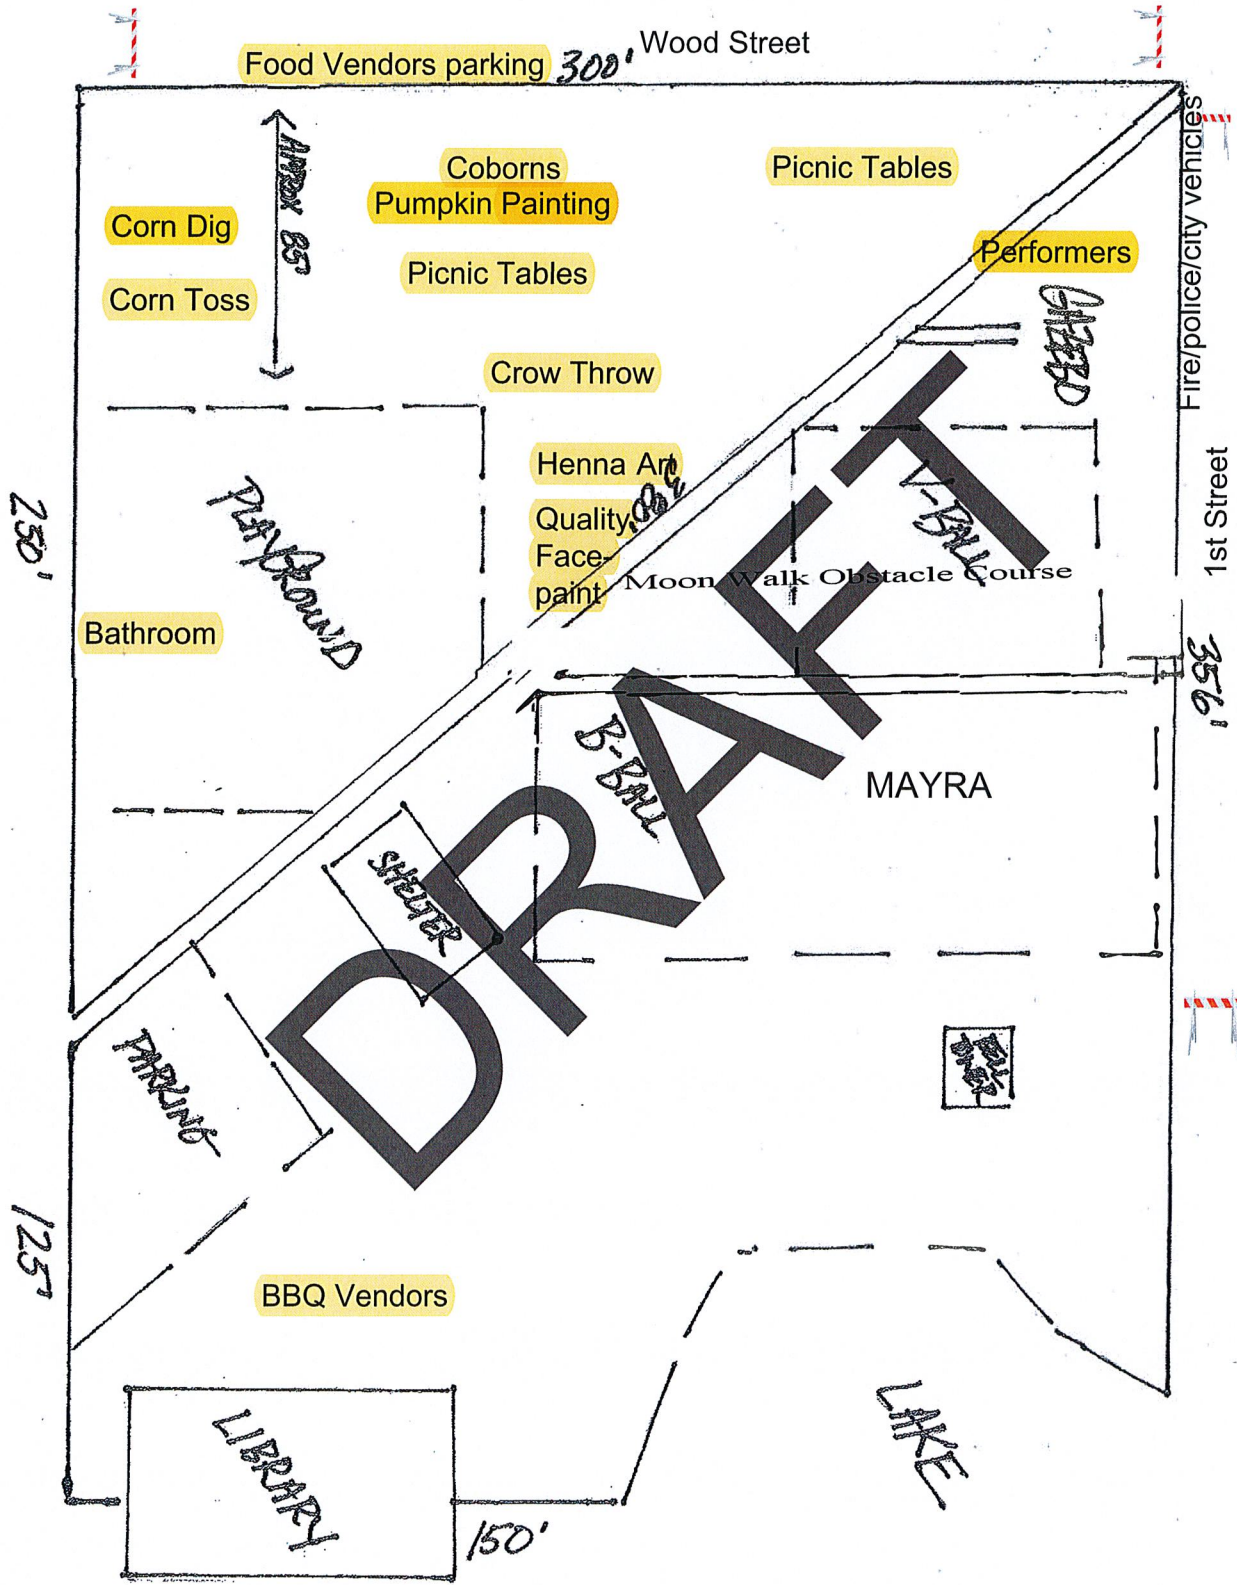 Wood Street
Food Vendors parking 300'
Fire/police/city vehicles
APPROX 85'
Coborns
Pumpkin Painting
Picnic Tables
Corn Dig
Performers
Picnic Tables
Corn Toss
GAZEBO
Crow Throw
Henna Art
V-BALL
1st Street
PLAYGROUND
Quality
Face-
paint
250'
Moon Walk Obstacle Course
Bathroom
356'
B-BALL
MAYRA
SHELTER
DRAFT
PARKING
125'
BBQ Vendors
LAKE
LIBRARY
150'